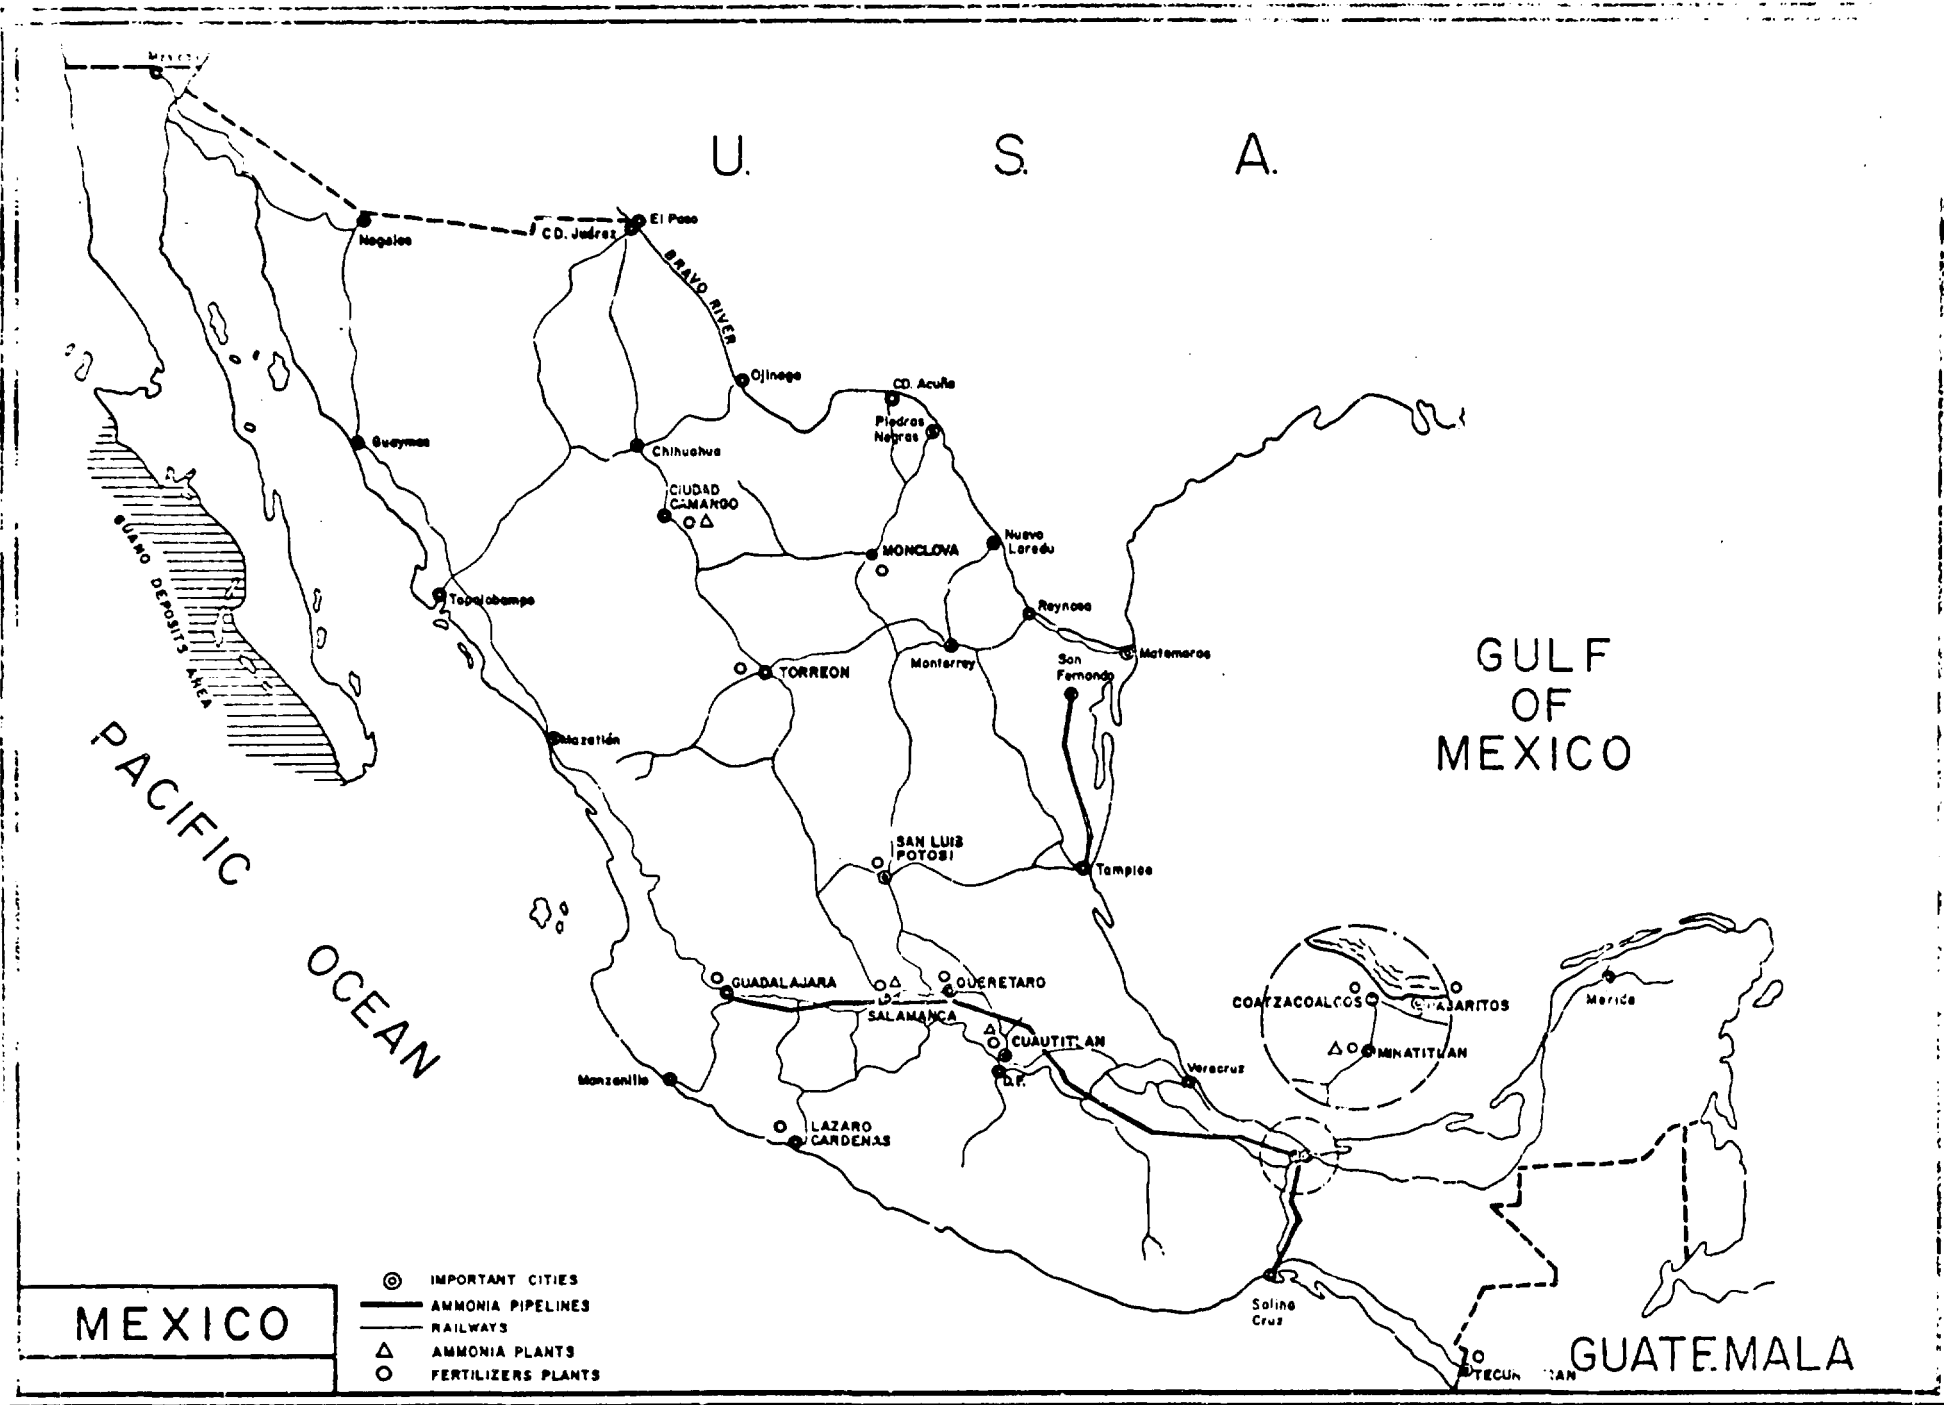 U. S. A.
El Paso
CD. Juárez
Nogales
BRAVO RIVER
Ojinaga
CD. Acuña
Piedras
Negras
Guaymas
Chihuahua
CIUDAD
CAMARGO
GUANO DEPOSITS AREA
MONCLOVA
Nuevo
Laredo
Topolobampo
Reynosa
Monterrey
Matamoros
San
Fernando
TORREON
GULF
OF
MEXICO
Mazatlán
PACIFIC
OCEAN
SAN LUIS
POTOSI
Tampico
GUADALAJARA
QUERETARO
SALAMANCA
CUAUTITLAN
D.F.
COATZACOALCOS
PAJARITOS
MINATITLAN
Merida
Manzanillo
Veracruz
LAZARO
CARDENAS
Salina
Cruz
GUATEMALA
MEXICO
IMPORTANT CITIES
AMMONIA PIPELINES
RAILWAYS
AMMONIA PLANTS
FERTILIZERS PLANTS